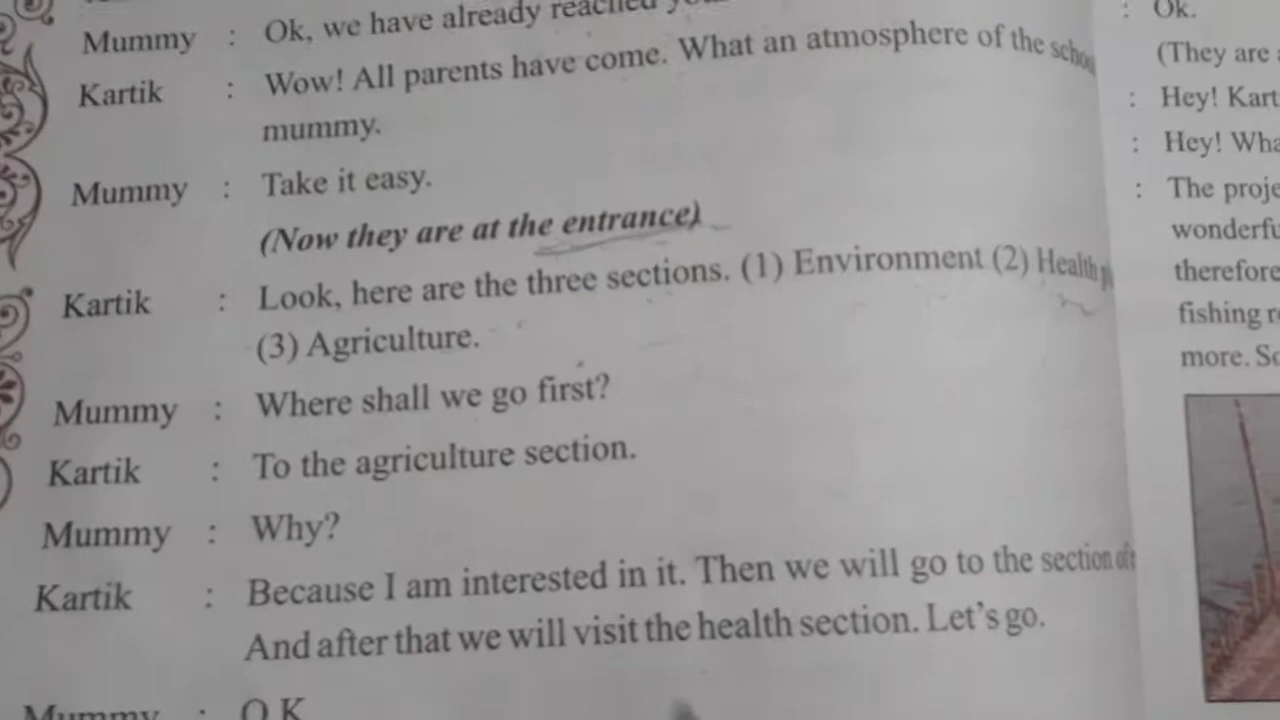 Mummy : Ok, we have already reached
Kartik : Wow! All parents have come. What an atmosphere of the
mummy.
Mummy : Take it easy.
(Now they are at the entrance)
Kartik : Look, here are the three sections. (1) Environment (2) Health
(3) Agriculture.
Mummy : Where shall we go first?
Kartik : To the agriculture section.
Mummy : Why?
Kartik : Because I am interested in it. Then we will go to the section
And after that we will visit the health section. Let's go.
Mummy : O.K
: Ok.
(They are
: Hey!
: Hey!
: The
therefore
fishing
more.